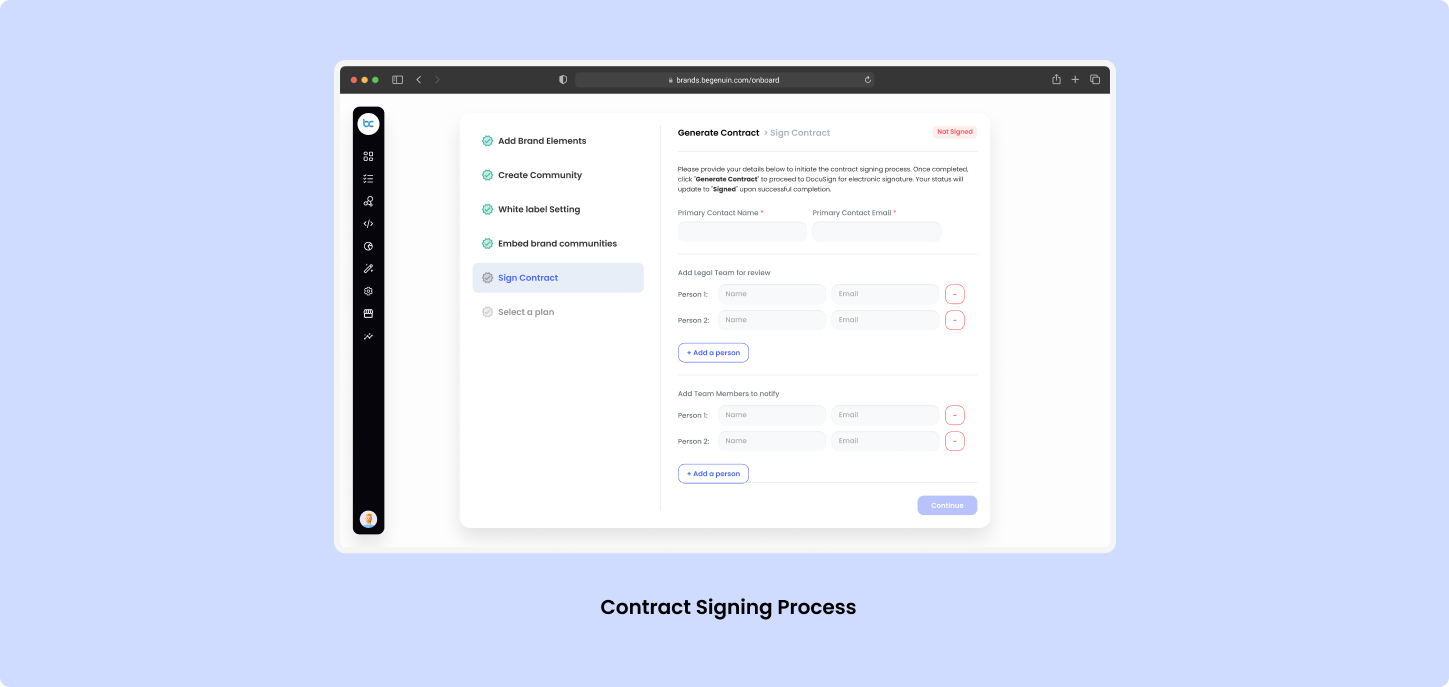 brands.begenuin.com/onboard
bc
Add Brand Elements
Create Community
White label Setting
Embed brand communities
Sign Contract
Select a plan
Generate Contract > Sign Contract
Not Signed
Please provide your details below to initiate the contract signing process. Once completed,
click "Generate Contract" to proceed to DocuSign for electronic signature. Your status will
update to "Signed" upon successful completion.
Primary Contact Name * Primary Contact Email *
Add Legal Team for review
Person 1: Name Email -
Person 2: Name Email -
+ Add a person
Add Team Members to notify
Person 1: Name Email -
Person 2: Name Email -
+ Add a person
Continue
Contract Signing Process